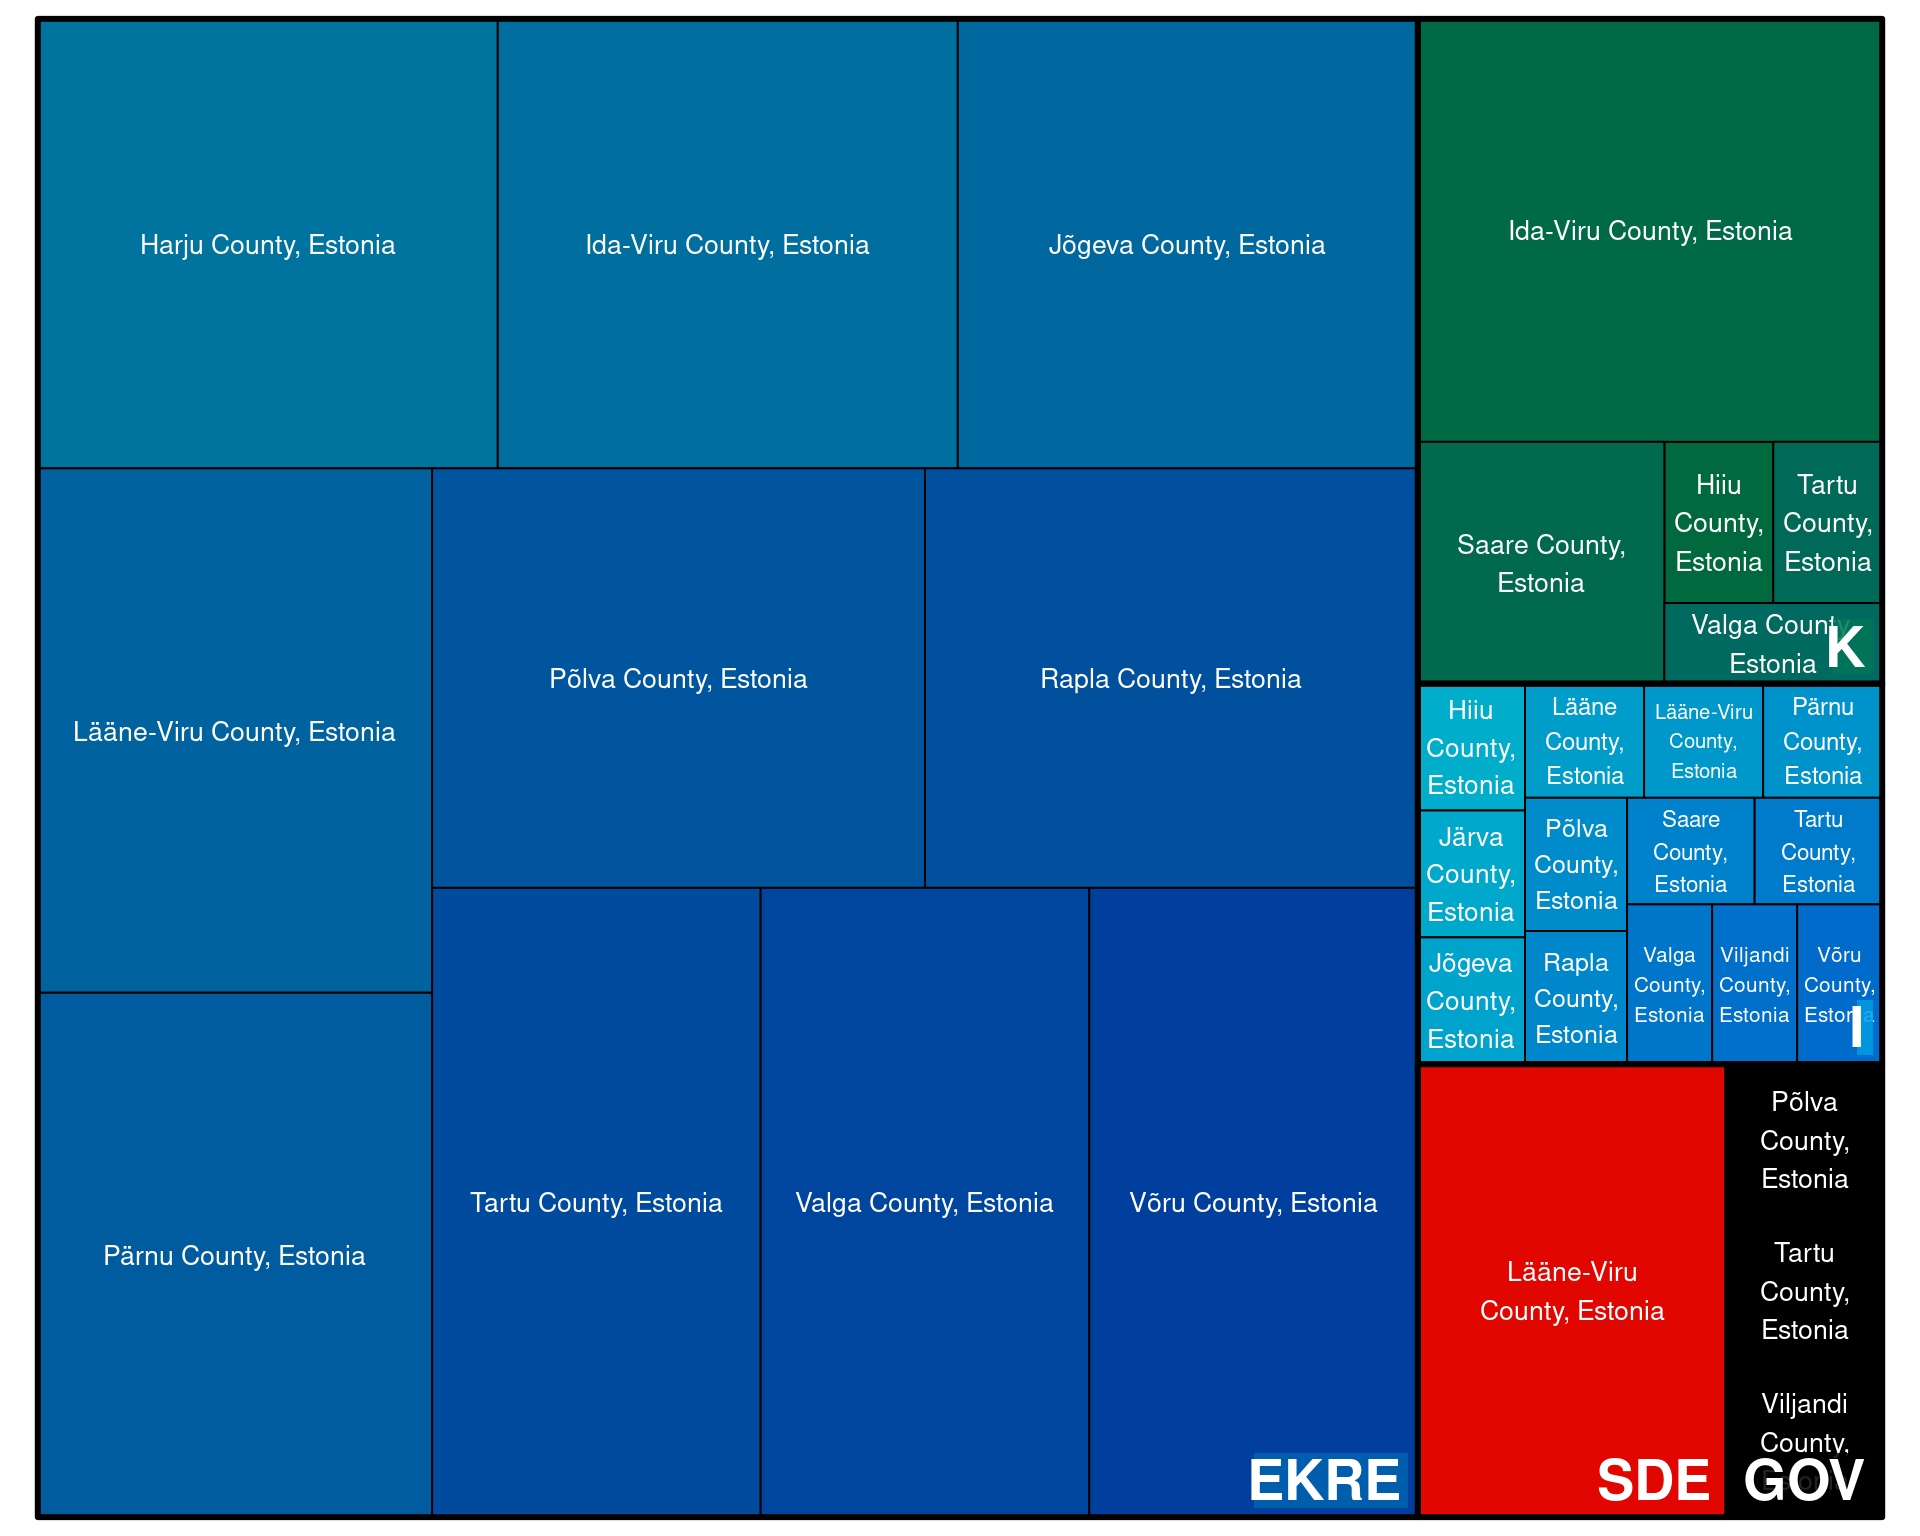 Harju County, Estonia
Ida-Viru County, Estonia
Jõgeva County, Estonia
Lääne-Viru County, Estonia
Põlva County, Estonia
Rapla County, Estonia
Pärnu County, Estonia
Tartu County, Estonia
Valga County, Estonia
Võru County, Estonia
EKRE
Ida-Viru County, Estonia
Saare County,
Estonia
Hiiu
County,
Estonia
Tartu
County,
Estonia
Valga County,
Estonia
K
Hiiu
County,
Estonia
Järva
County,
Estonia
Jõgeva
County,
Estonia
Lääne
County,
Estonia
Lääne-Viru
County,
Estonia
Pärnu
County,
Estonia
Põlva
County,
Estonia
Rapla
County,
Estonia
Saare
County,
Estonia
Tartu
County,
Estonia
Valga
County,
Estonia
Viljandi
County,
Estonia
Võru
County,
Estonia
I
Lääne-Viru
County, Estonia
SDE
Põlva
County,
Estonia
Tartu
County,
Estonia
Viljandi
County,
GOV